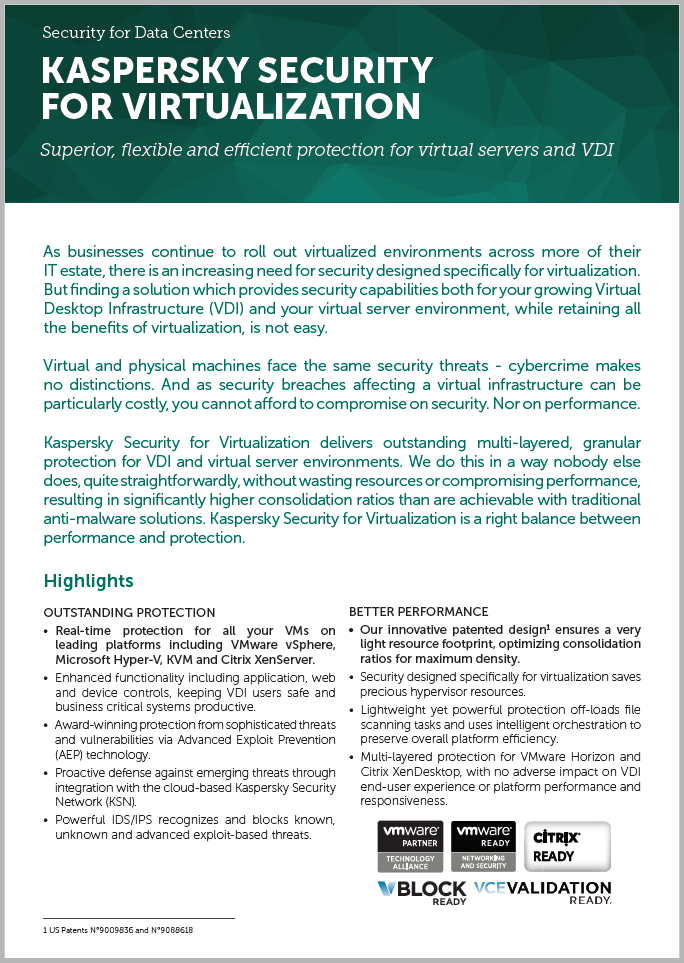 Security for Data Centers
KASPERSKY SECURITY
FOR VIRTUALIZATION
Superior, flexible and efficient protection for virtual servers and VDI
As businesses continue to roll out virtualized environments across more of their
IT estate, there is an increasing need for security designed specifically for virtualization.
But finding a solution which provides security capabilities both for your growing Virtual
Desktop Infrastructure (VDI) and your virtual server environment, while retaining all
the benefits of virtualization, is not easy.
Virtual and physical machines face the same security threats - cybercrime makes
no distinctions. And as security breaches affecting a virtual infrastructure can be
particularly costly, you cannot afford to compromise on security. Nor on performance.
Kaspersky Security for Virtualization delivers outstanding multi-layered, granular
protection for VDI and virtual server environments. We do this in a way nobody else
does, quite straightforwardly, without wasting resources or compromising performance,
resulting in significantly higher consolidation ratios than are achievable with traditional
anti-malware solutions. Kaspersky Security for Virtualization is a right balance between
performance and protection.
Highlights
OUTSTANDING PROTECTION
• Real-time protection for all your VMs on
leading platforms including VMware vSphere,
Microsoft Hyper-V, KVM and Citrix XenServer.
• Enhanced functionality including application, web
and device controls, keeping VDI users safe and
business critical systems productive.
• Award-winning protection from sophisticated threats
and vulnerabilities via Advanced Exploit Prevention
(AEP) technology.
• Proactive defense against emerging threats through
integration with the cloud-based Kaspersky Security
Network (KSN).
• Powerful IDS/IPS recognizes and blocks known,
unknown and advanced exploit-based threats.
BETTER PERFORMANCE
• Our innovative patented design¹ ensures a very
light resource footprint, optimizing consolidation
ratios for maximum density.
• Security designed specifically for virtualization saves
precious hypervisor resources.
• Lightweight yet powerful protection off-loads file
scanning tasks and uses intelligent orchestration to
preserve overall platform efficiency.
• Multi-layered protection for VMware Horizon and
Citrix XenDesktop, with no adverse impact on VDI
end-user experience or platform performance and
responsiveness.
vmware®
PARTNER
TECHNOLOGY
ALLIANCE
vmware®
READY
NETWORKING
AND SECURITY
CITRIX®
READY
VBLOCK
READY
VCEVALIDATION
READY.
1 US Patents N°9009836 and N°9088618